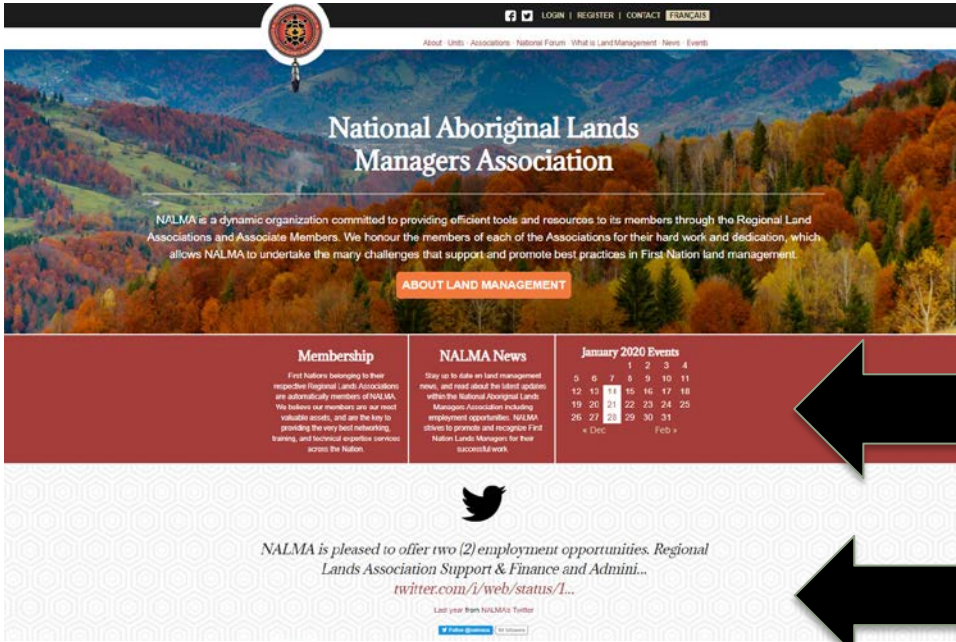 LOGIN | REGISTER | CONTACT FRANÇAIS
About · Units · Associations · National Forum · What is Land Management · News · Events
National Aboriginal Lands
Managers Association
NALMA is a dynamic organization committed to providing efficient tools and resources to its members through the Regional Land
Associations and Associate Members. We honour the members of each of the Associations for their hard work and dedication, which
allows NALMA to undertake the many challenges that support and promote best practices in First Nation land management.
ABOUT LAND MANAGEMENT
Membership
First Nations belonging to their
respective Regional Lands Associations
are automatically members of NALMA.
We believe our members are our most
valuable assets, and are the key to
providing the very best networking,
training, and technical expertise services
across the Nation.
NALMA News
Stay up to date on land management
news, and read about the latest updates
within the National Aboriginal Lands
Managers Association including
employment opportunities. NALMA
strives to promote and recognize First
Nation Lands Managers for their
successful work.
January 2020 Events
1 2 3 4
5 6 7 8 9 10 11
12 13 14 15 16 17 18
19 20 21 22 23 24 25
26 27 28 29 30 31
« Dec Feb »
NALMA is pleased to offer two (2) employment opportunities. Regional
Lands Association Support & Finance and Admini...
twitter.com/i/web/status/1...
Last year from NALMAs Twitter
Follow